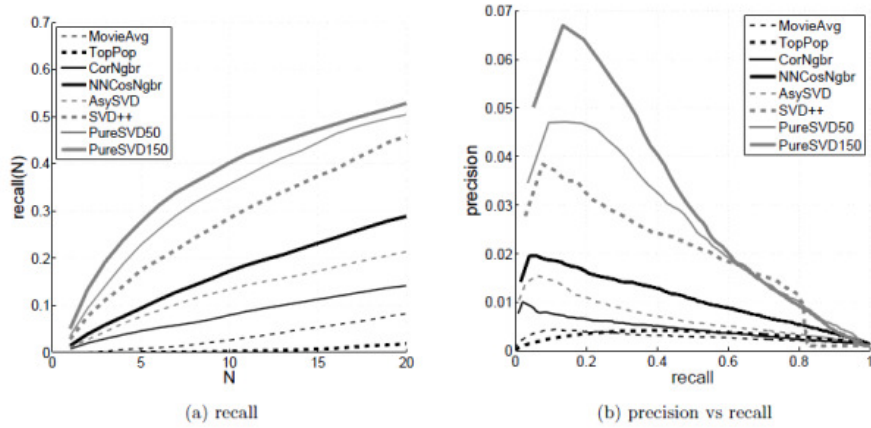 0.7
0.6
0.5
0.4
0.3
0.2
0.1
0
recall(N)
MovieAvg
TopPop
CorNgbr
NNCosNgbr
AsySVD
SVD++
PureSVD50
PureSVD150
0 5 10 15 20
N
(a) recall
0.07
0.06
0.05
0.04
0.03
0.02
0.01
0
precision
MovieAvg
TopPop
CorNgbr
NNCosNgbr
AsySVD
SVD++
PureSVD50
PureSVD150
0 0.2 0.4 0.6 0.8 1
recall
(b) precision vs recall